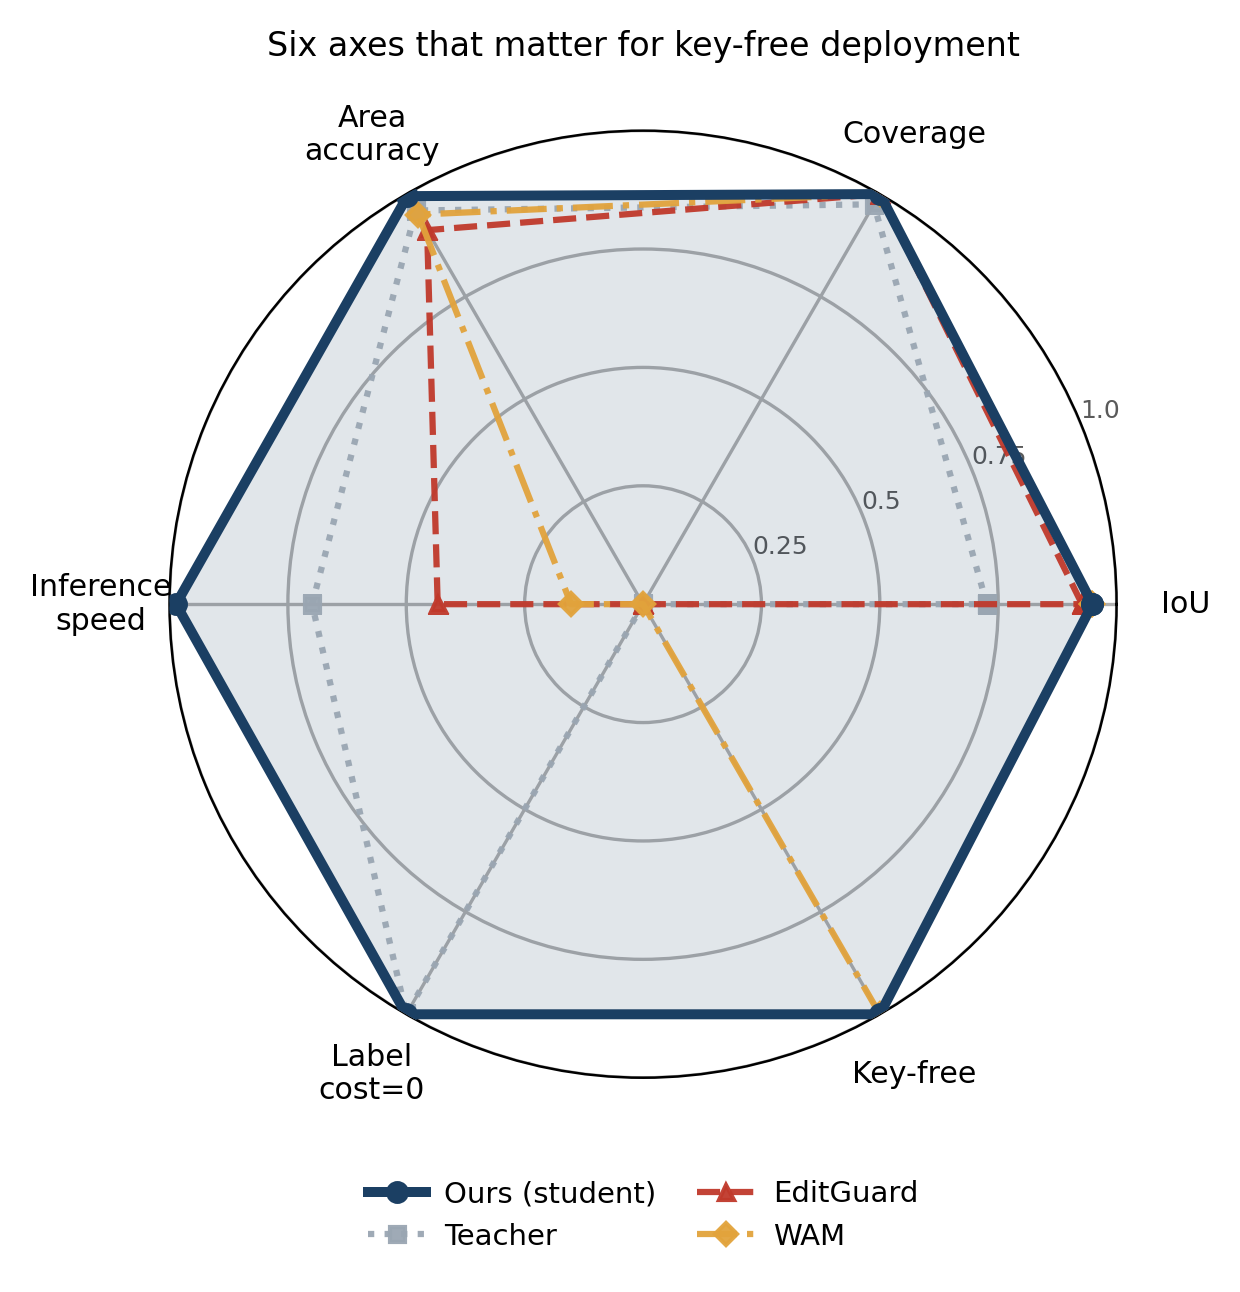 Six axes that matter for key-free deployment
Area
accuracy
Coverage
1.0
0.75
0.5
0.25
Inference
speed
IoU
Label
cost=0
Key-free
Ours (student)
Teacher
EditGuard
WAM